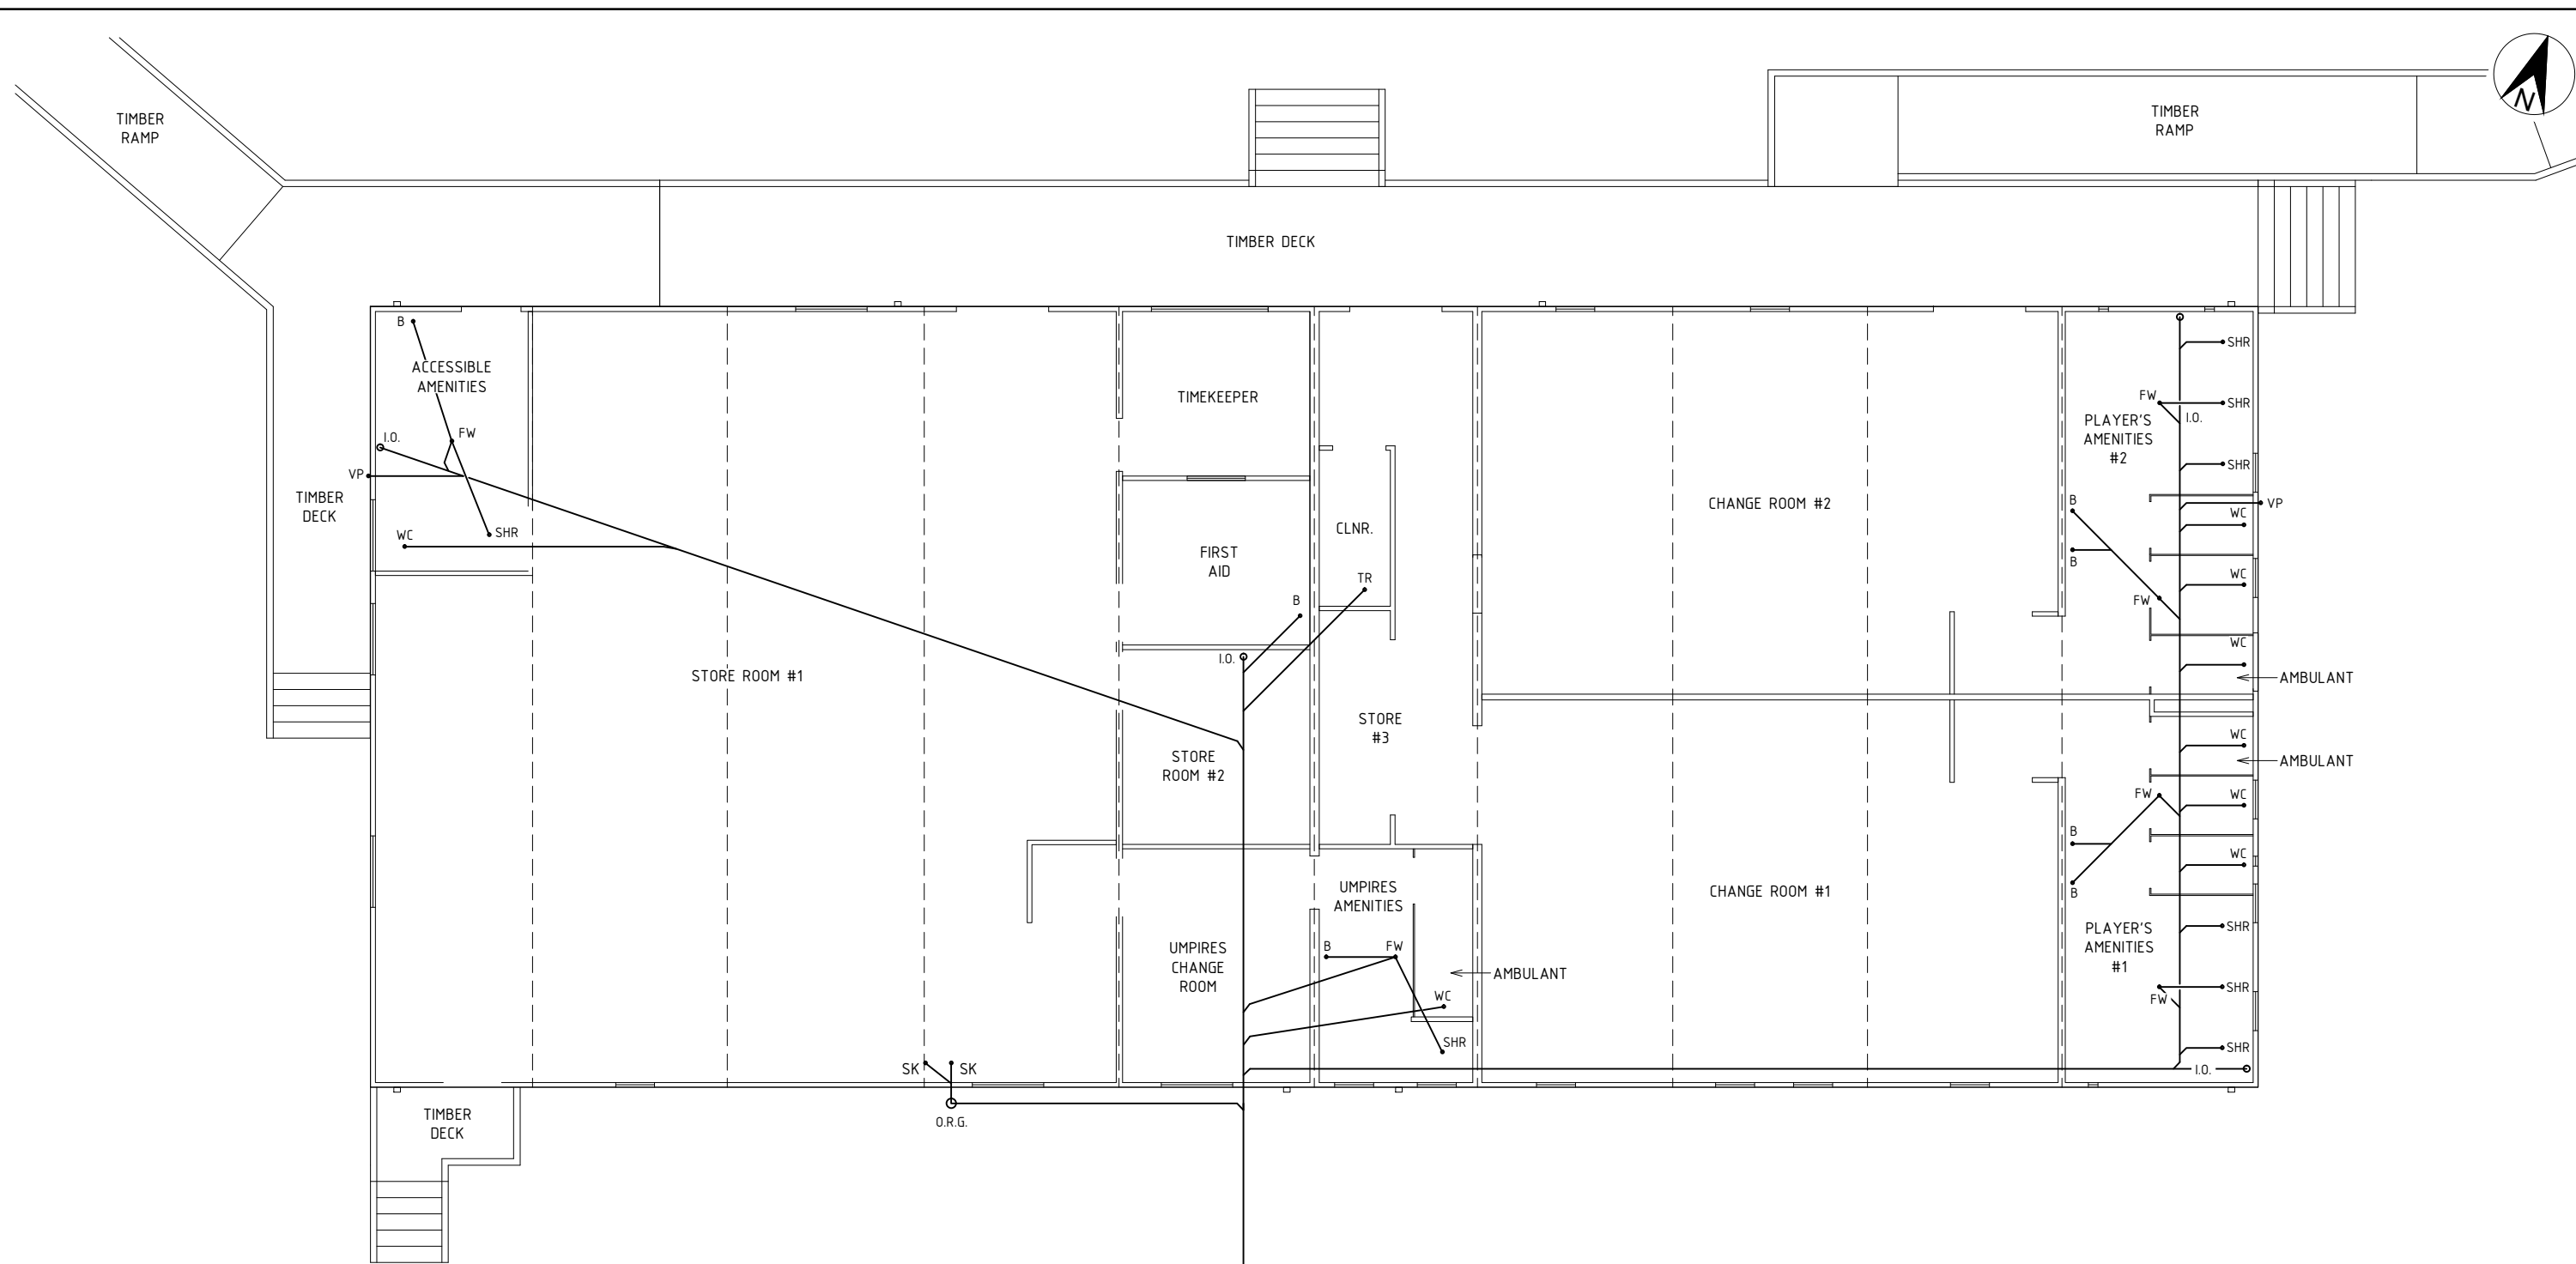 N
TIMBER
RAMP
TIMBER
RAMP
TIMBER DECK
B
ACCESSIBLE
AMENITIES
I.O.
FW
VP
WC
SHR
TIMBER
DECK
STORE ROOM #1
TIMEKEEPER
FIRST
AID
B
I.O.
CLNR.
TR
STORE
#3
STORE
ROOM #2
UMPIRES
CHANGE
ROOM
UMPIRES
AMENITIES
B
FW
WC
SHR
AMBULANT
CHANGE ROOM #2
CHANGE ROOM #1
SHR
FW
SHR
I.O.
PLAYER'S
AMENITIES
#2
SHR
B
VP
WC
B
WC
FW
WC
AMBULANT
WC
AMBULANT
FW
WC
B
WC
B
PLAYER'S
AMENITIES
#1
SHR
SHR
FW
SHR
I.O.
SK
SK
O.R.G.
TIMBER
DECK